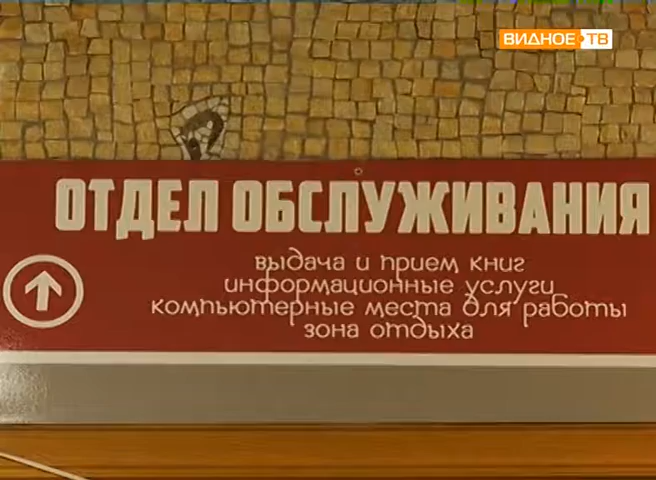 ВИДНОЕ ТВ
ОТДЕЛ ОБСЛУЖИВАНИЯ
выдача и прием книг
информационные услуги
компьютерные места для работы
зона отдыха